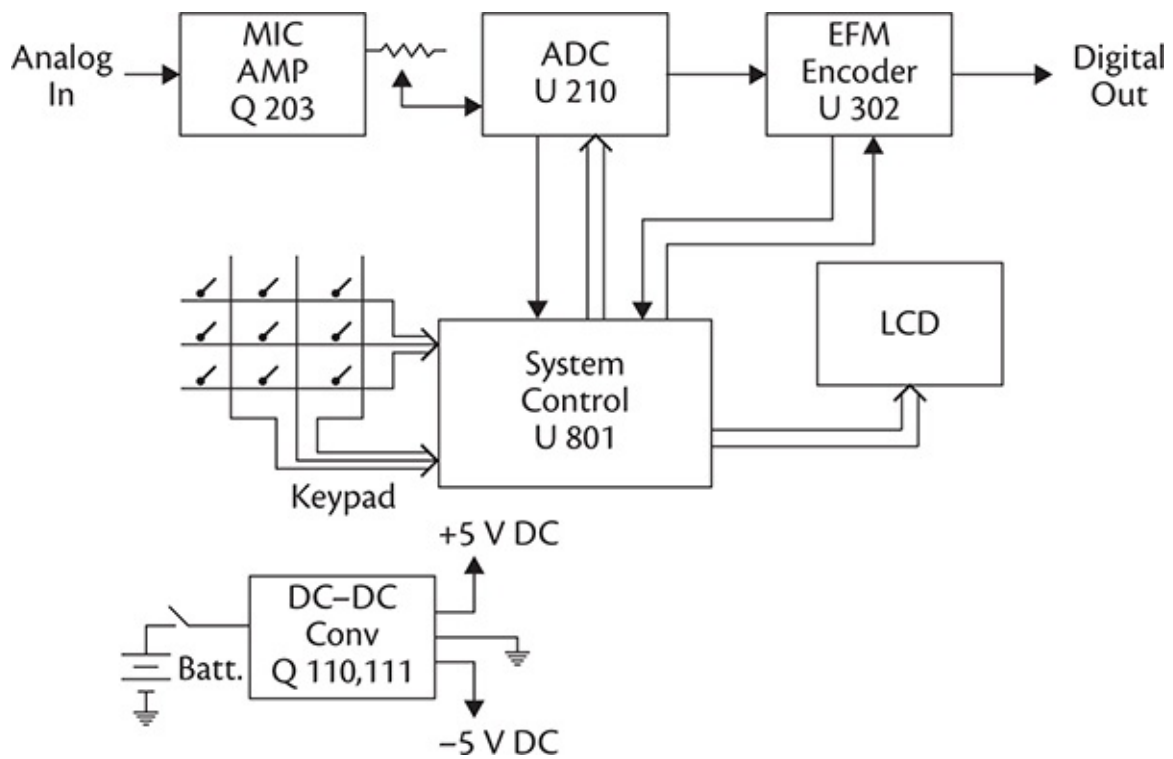 Analog
In
MIC
AMP
Q 203
ADC
U 210
EFM
Encoder
U 302
Digital
Out
LCD
System
Control
U 801
Keypad
+5 V DC
DC–DC
Conv
Q 110,111
Batt.
–5 V DC